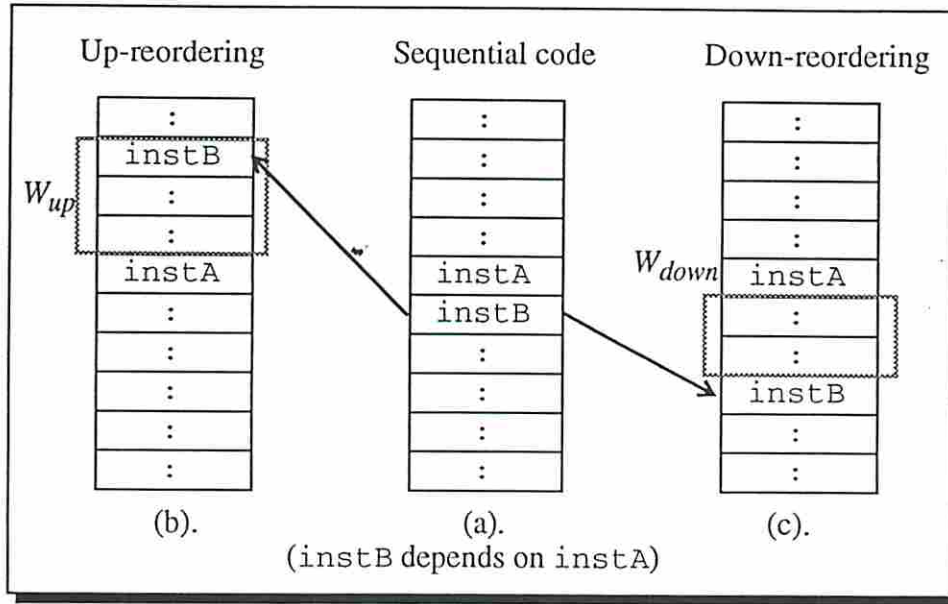 Up-reordering Sequential code Down-reordering
: : :
instB : :
W_up : : :
: : :
instA instA W_down instA
: instB :
: : :
: : instB
: : :
: : :
(b). (a). (c).
(instB depends on instA)